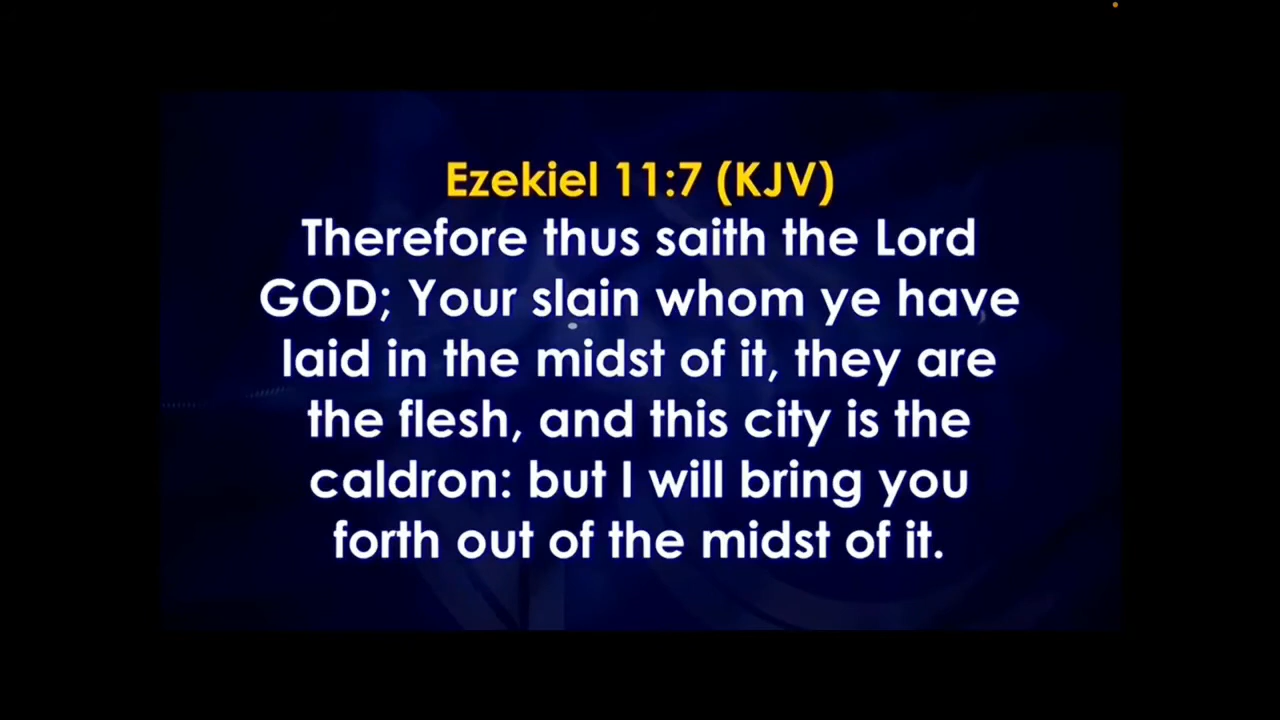 Ezekiel 11:7 (KJV)
Therefore thus saith the Lord
GOD; Your slain whom ye have
laid in the midst of it, they are
the flesh, and this city is the
caldron: but I will bring you
forth out of the midst of it.